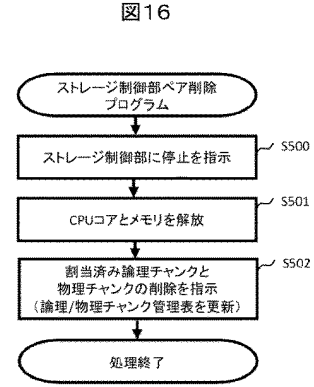 図16
ストレージ制御部ペア削除
プログラム
ストレージ制御部に停止を指示
S500
CPUコアとメモリを解放
S501
割当済み論理チャンクと
物理チャンクの削除を指示
(論理/物理チャンク管理表を更新)
S502
処理終了